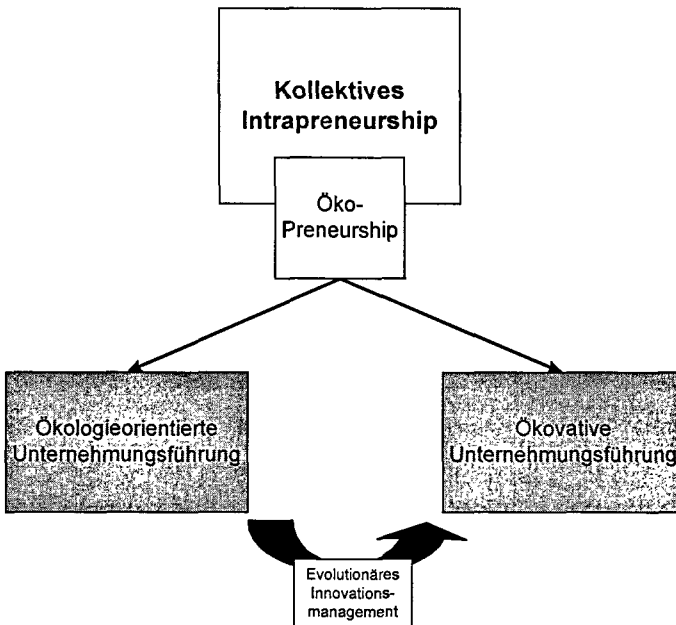 Kollektives
Intrapreneurship
Öko-
Preneurship
Ökologieorientierte
Unternehmungsführung
Ökovative
Unternehmungsführung
Evolutionäres
Innovations-
management